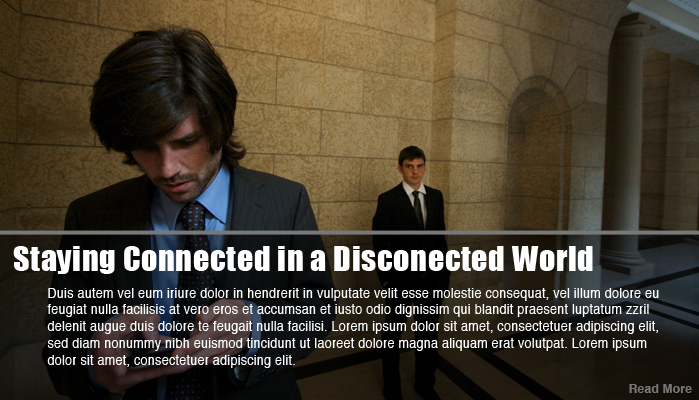 Staying Connected in a Disconected World
Duis autem vel eum iriure dolor in hendrerit in vulputate velit esse molestie consequat, vel illum dolore eu
feugiat nulla facilisis at vero eros et accumsan et iusto odio dignissim qui blandit praesent luptatum zzril
delenit augue duis dolore te feugait nulla facilisi. Lorem ipsum dolor sit amet, consectetuer adipiscing elit,
sed diam nonummy nibh euismod tincidunt ut laoreet dolore magna aliquam erat volutpat. Lorem ipsum
dolor sit amet, consectetuer adipiscing elit.
Read More